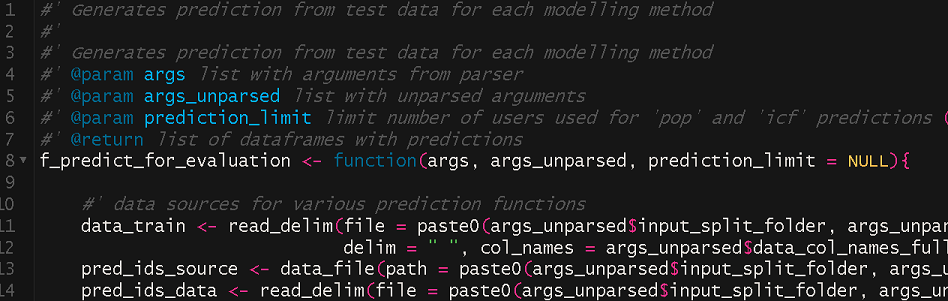 1 #' Generates prediction from test data for each modelling method
2 #'
3 #' Generates prediction from test data for each modelling method
4 #' @param args list with arguments from parser
5 #' @param args_unparsed list with unparsed arguments
6 #' @param prediction_limit limit number of users used for 'pop' and 'icf' predictions (
7 #' @return list of dataframes with predictions
8 f_predict_for_evaluation <- function(args, args_unparsed, prediction_limit = NULL){
9
10 #' data sources for various prediction functions
11 data_train <- read_delim(file = paste0(args_unparsed$input_split_folder, args_unpar
12 delim = " ", col_names = args_unparsed$data_col_names_full
13 pred_ids_source <- data_file(path = paste0(args_unparsed$input_split_folder, args_
14 pred_ids_data <- read_delim(file = paste0(args_unparsed$input_split_folder, args_u